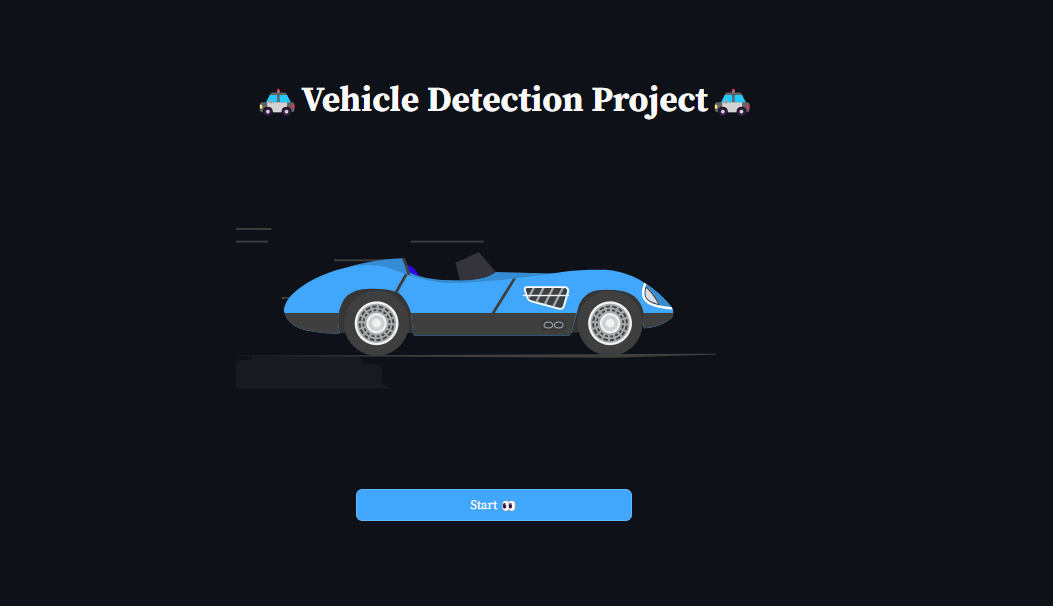 🚓 Vehicle Detection Project 🚓
Start 👀